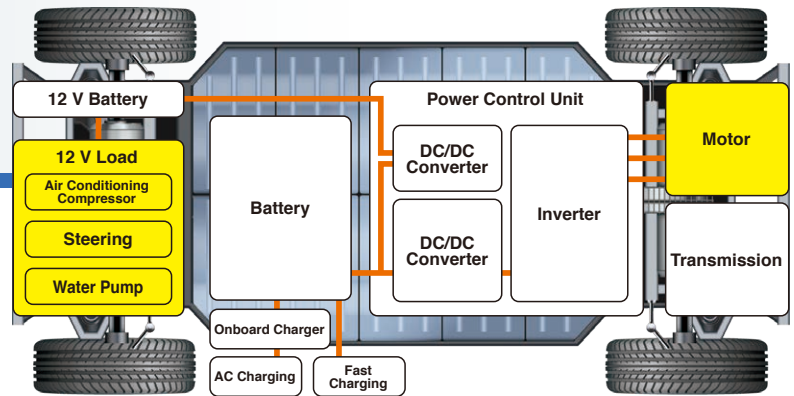 12 V Battery
12 V Load
Air Conditioning
Compressor
Steering
Water Pump
Battery
Onboard Charger
AC Charging
Fast
Charging
Power Control Unit
DC/DC
Converter
DC/DC
Converter
Inverter
Motor
Transmission